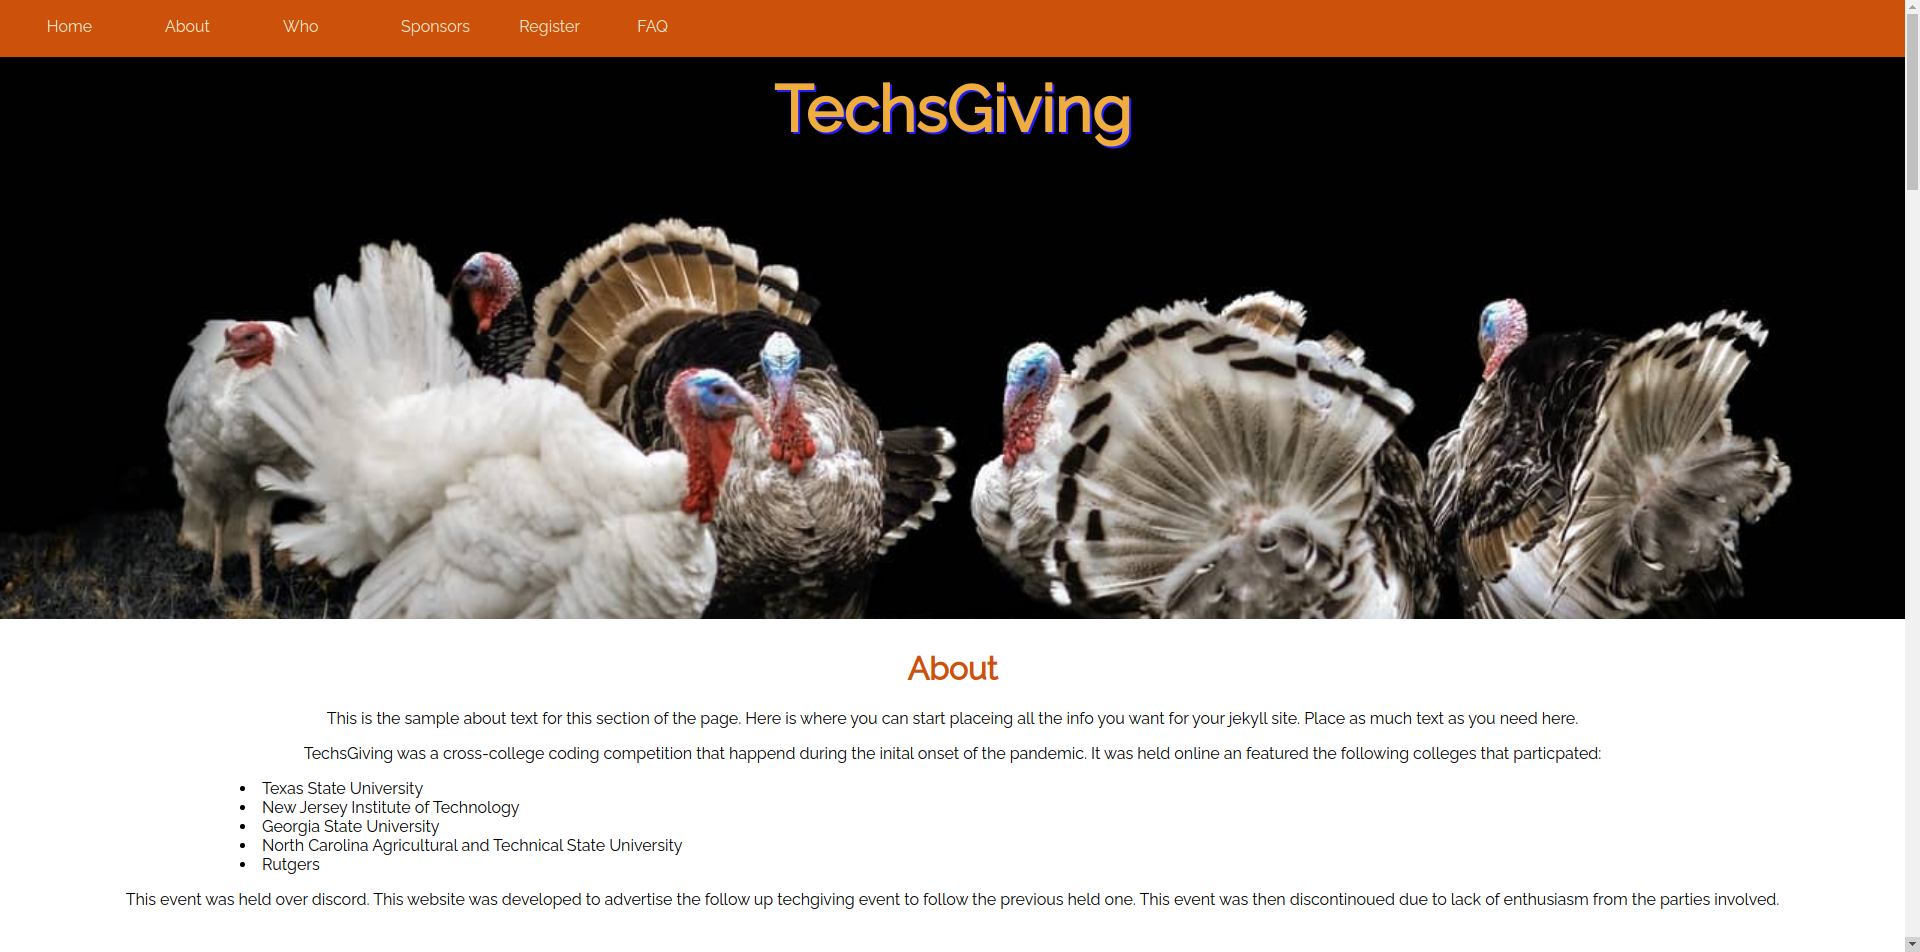 Home About Who Sponsors Register FAQ
TechsGiving
About
This is the sample about text for this section of the page. Here is where you can start placeing all the info you want for your jekyll site. Place as much text as you need here.
TechsGiving was a cross-college coding competition that happend during the inital onset of the pandemic. It was held online an featured the following colleges that particpated:
Texas State University
New Jersey Institute of Technology
Georgia State University
North Carolina Agricultural and Technical State University
Rutgers
This event was held over discord. This website was developed to advertise the follow up techgiving event to follow the previous held one. This event was then discontinoued due to lack of enthusiasm from the parties involved.